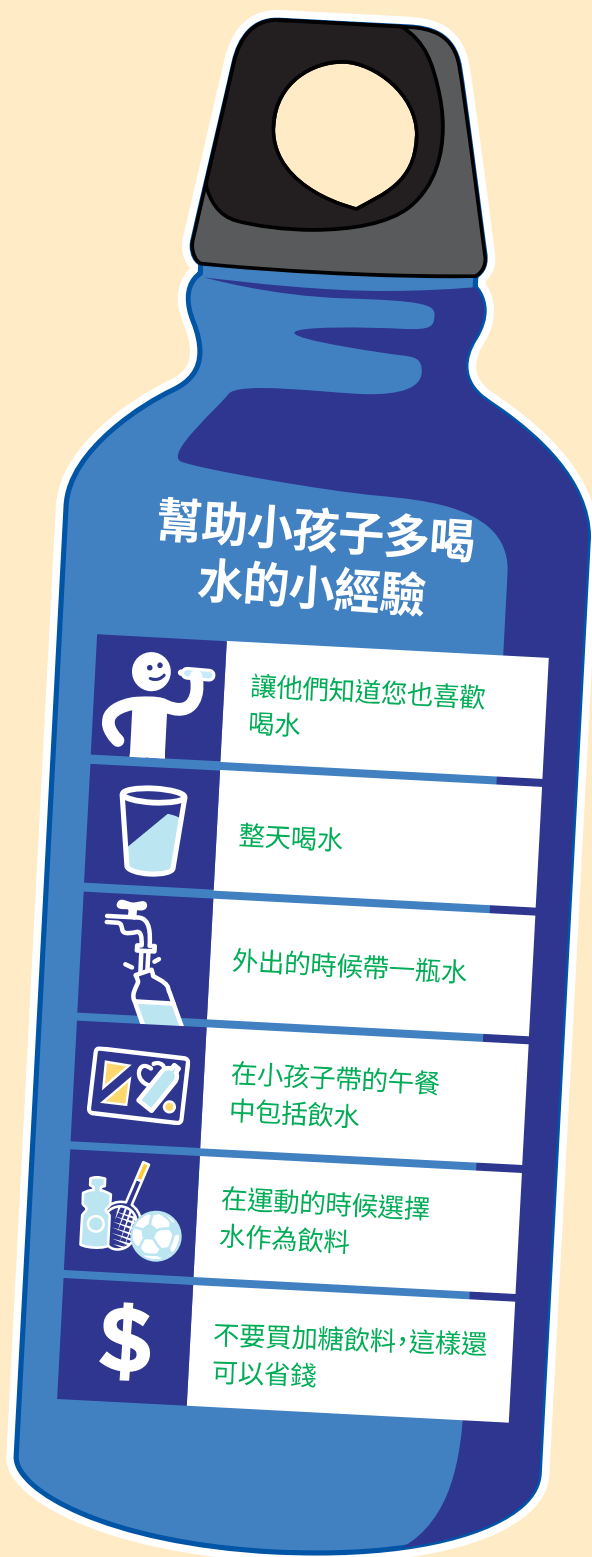 幫助小孩子多喝
水的小經驗
讓他們知道您也喜歡
喝水
整天喝水
外出的時候帶一瓶水
在小孩子帶的午餐
中包括飲水
在運動的時候選擇
水作為飲料
$
不要買加糖飲料，這樣還
可以省錢